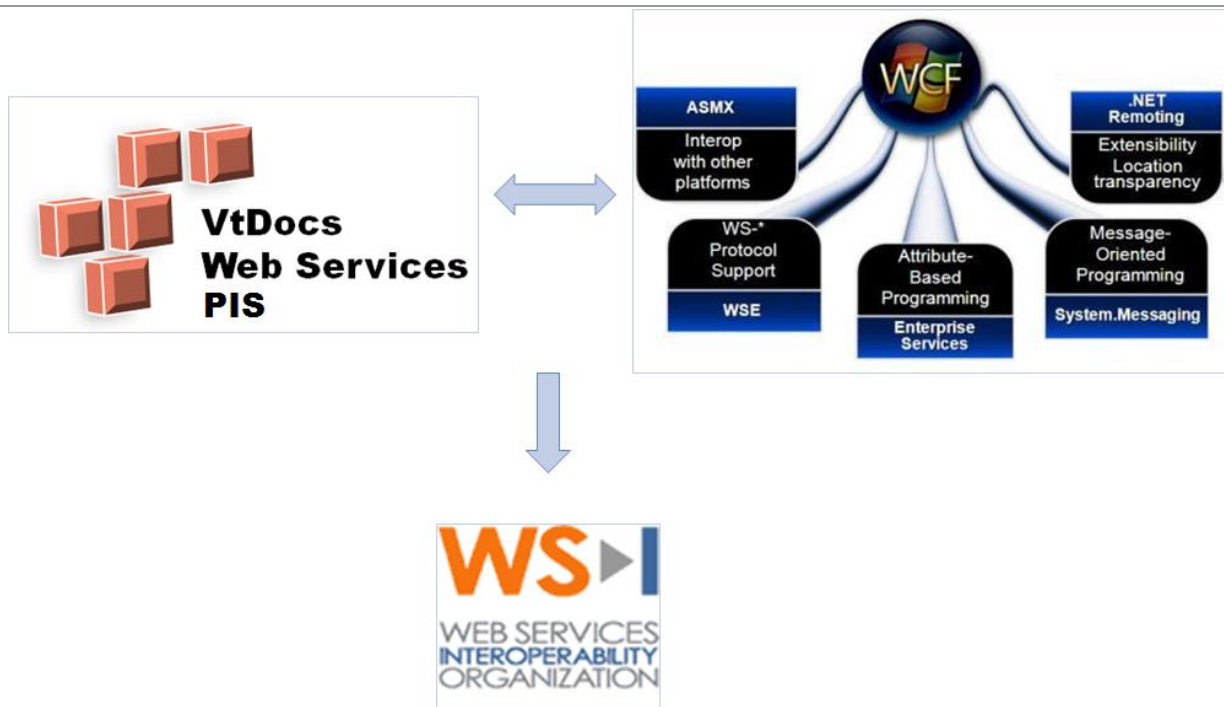 VtDocs
Web Services
PIS
WCF
ASMX
Interop
with other
platforms
WS-*
Protocol
Support
WSE
Attribute-
Based
Programming
Enterprise
Services
Message-
Oriented
Programming
System.Messaging
.NET
Remoting
Extensibility
Location
transparency
WS I
WEB SERVICES
INTEROPERABILITY
ORGANIZATION